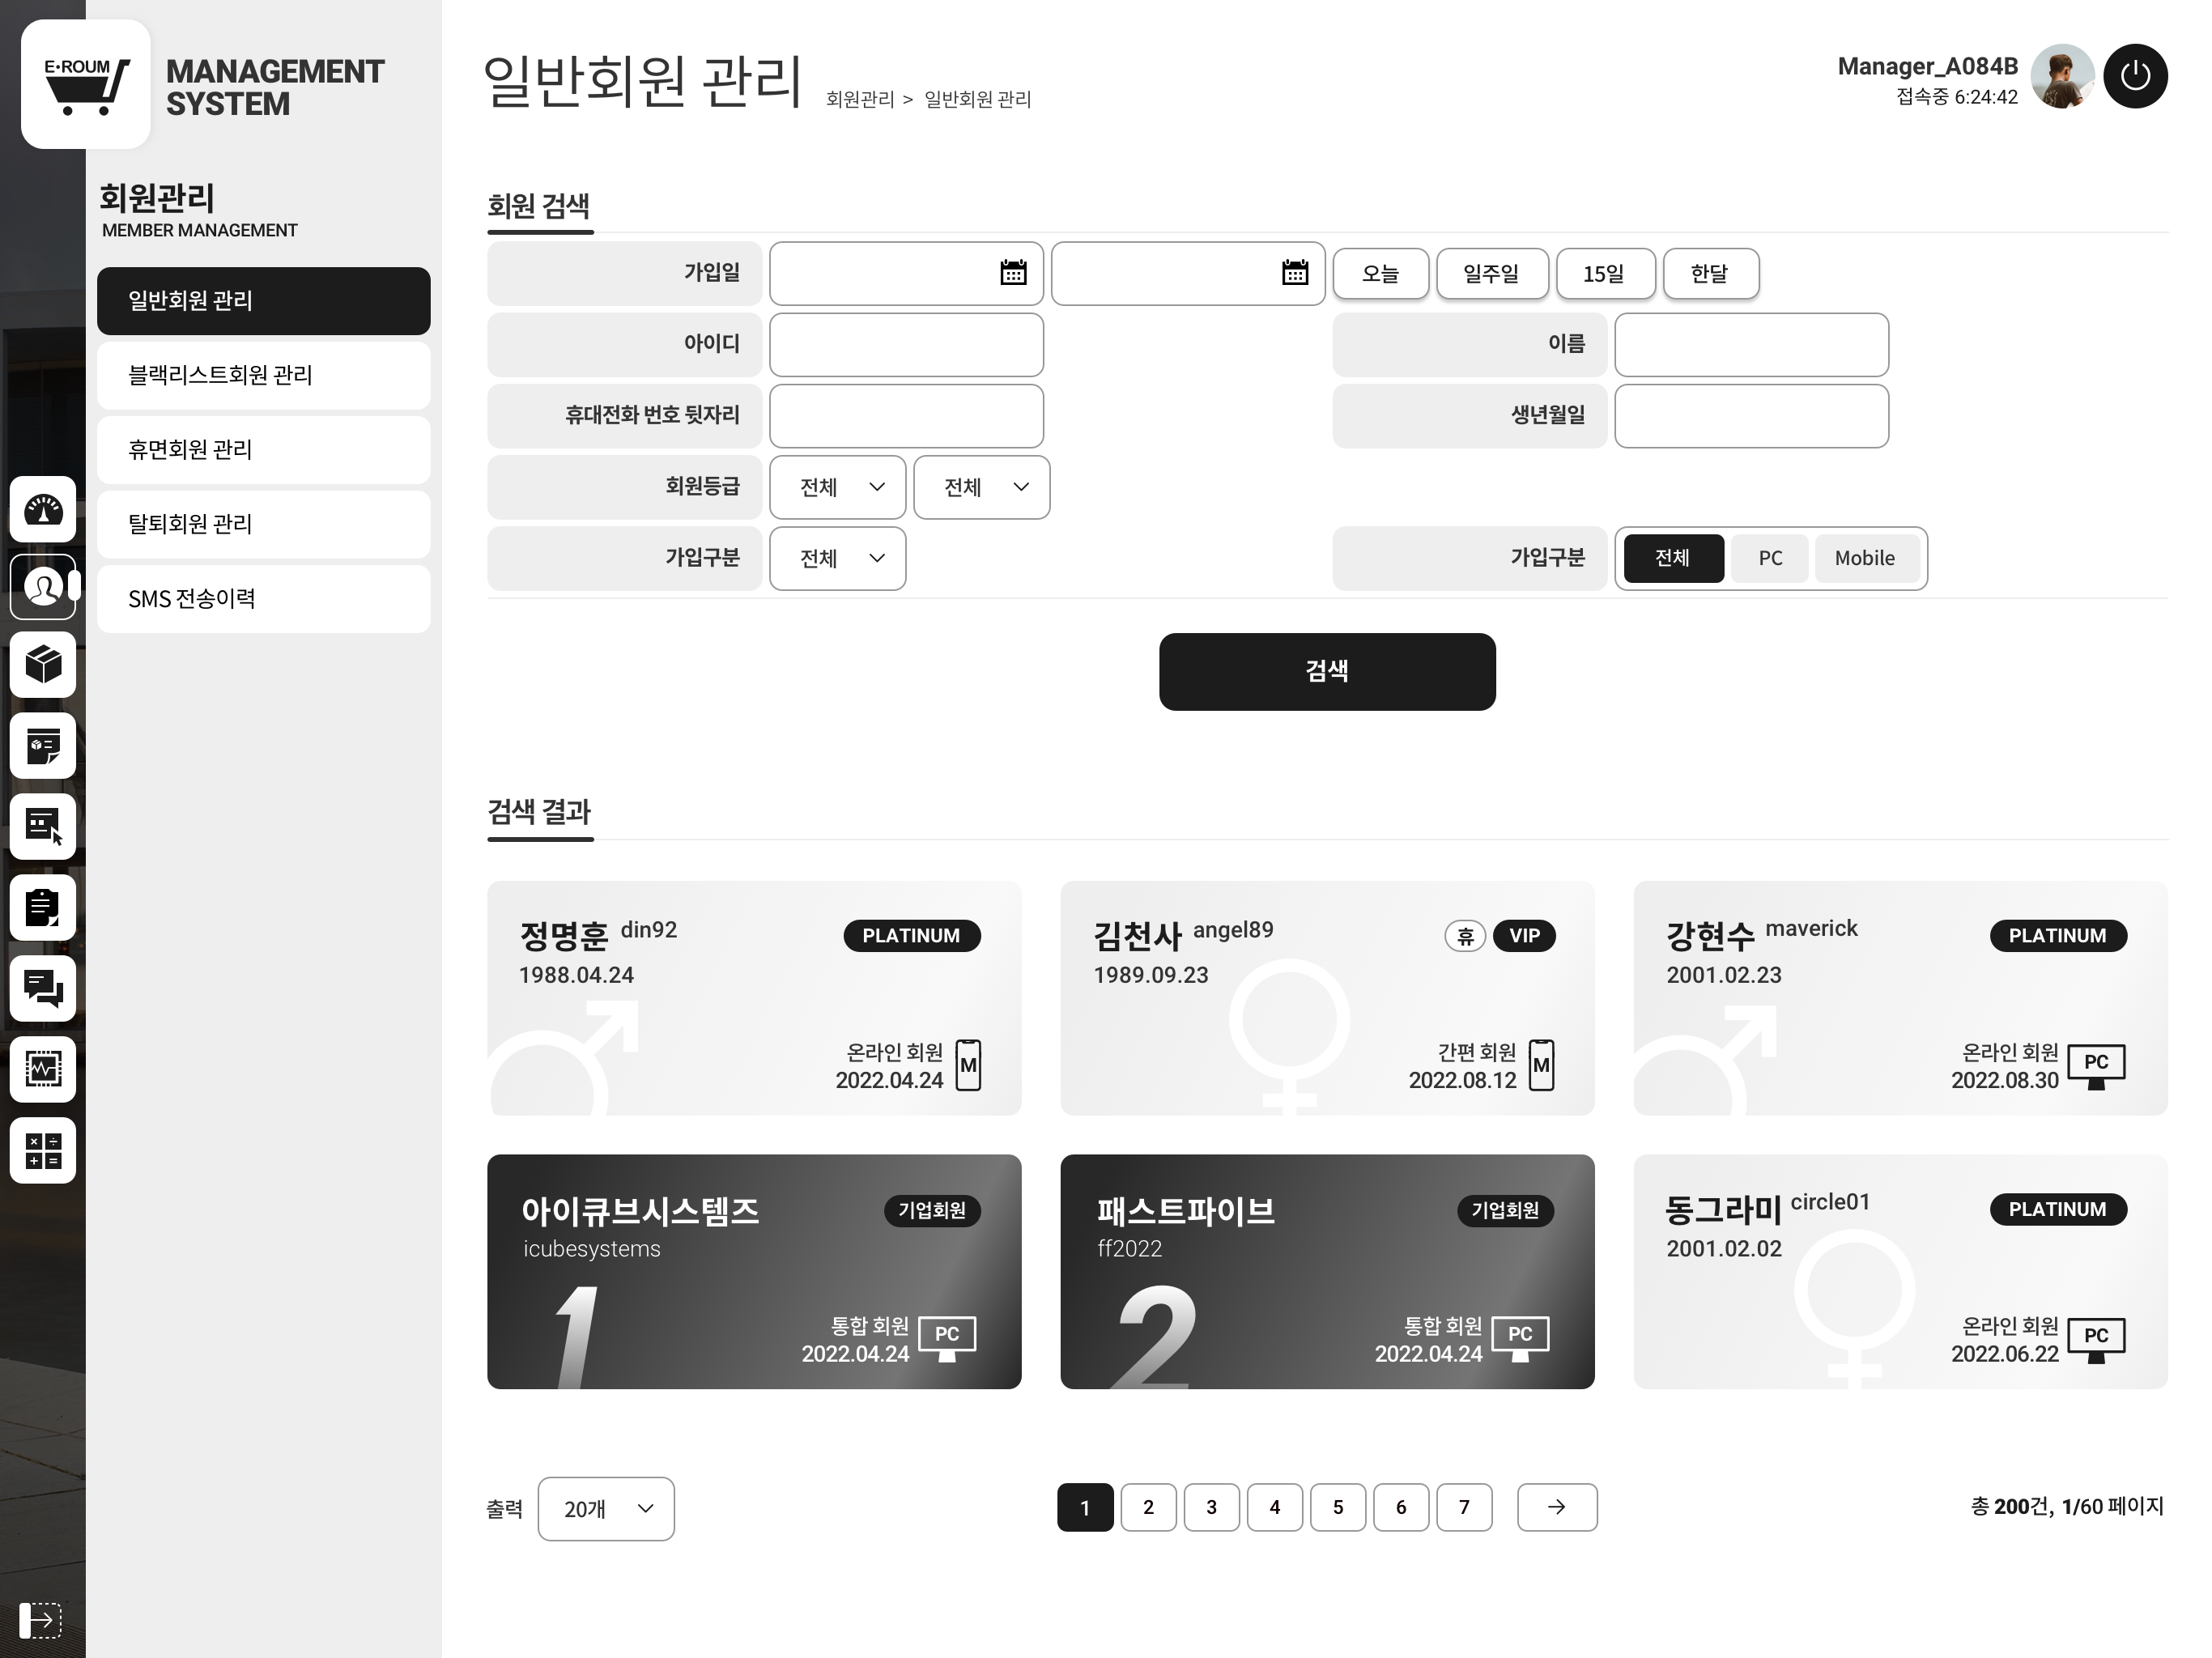 E·ROUM
MANAGEMENT
SYSTEM
회원관리
MEMBER MANAGEMENT
일반회원 관리
블랙리스트회원 관리
휴면회원 관리
탈퇴회원 관리
SMS 전송이력
일반회원 관리
회원관리 > 일반회원 관리
Manager_A084B
접속중 6:24:42
회원 검색
가입일
오늘
일주일
15일
한달
아이디
이름
휴대전화 번호 뒷자리
생년월일
회원등급
전체
전체
가입구분
전체
가입구분
전체
PC
Mobile
검색
검색 결과
정명훈 din92
PLATINUM
1988.04.24
온라인 회원
2022.04.24
M
김천사 angel89
휴
VIP
1989.09.23
간편 회원
2022.08.12
M
강현수 maverick
PLATINUM
2001.02.23
온라인 회원
2022.08.30
PC
아이큐브시스템즈
기업회원
icubesystems
1
통합 회원
2022.04.24
PC
패스트파이브
기업회원
ff2022
2
통합 회원
2022.04.24
PC
동그라미 circle01
PLATINUM
2001.02.02
온라인 회원
2022.06.22
PC
출력
20개
1 2 3 4 5 6 7
총 200건, 1/60 페이지